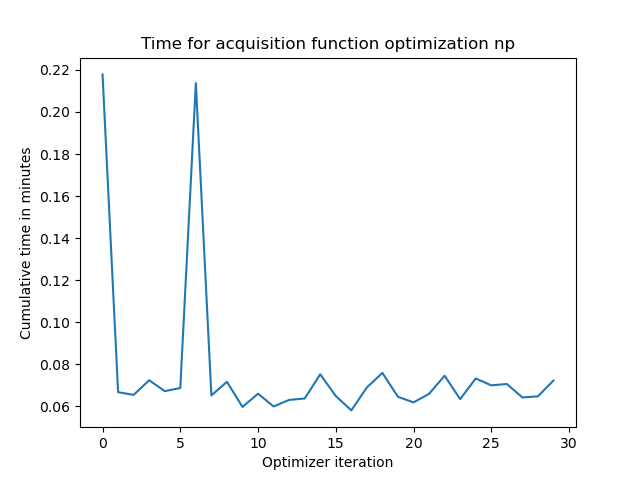 Time for acquisition function optimization np
Cumulative time in minutes
0.22
0.20
0.18
0.16
0.14
0.12
0.10
0.08
0.06
0 5 10 15 20 25 30
Optimizer iteration